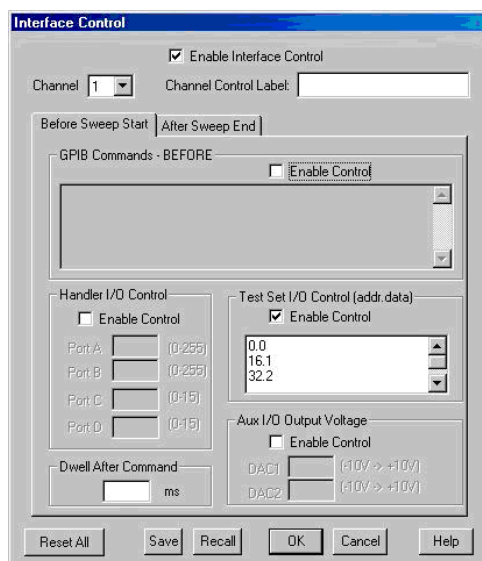 Interface Control
Enable Interface Control
Channel 1 Channel Control Label:
Before Sweep Start After Sweep End
GPIB Commands - BEFORE
Enable Control
Handler I/O Control
Enable Control
Port A (0-255)
Port B (0-255)
Port C (0-15)
Port D (0-15)
Test Set I/O Control (addr.data)
Enable Control
0.0
16.1
32.2
Aux I/O Output Voltage
Enable Control
DAC1 (-10V -> +10V)
DAC2 (-10V -> +10V)
Dwell After Command
ms
Reset All Save Recall OK Cancel Help